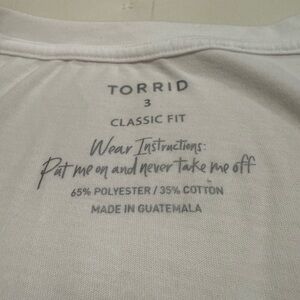 TORRID
3
CLASSIC FIT
Wear Instructions:
Put me on and never take me off
65% POLYESTER / 35% COTTON
MADE IN GUATEMALA